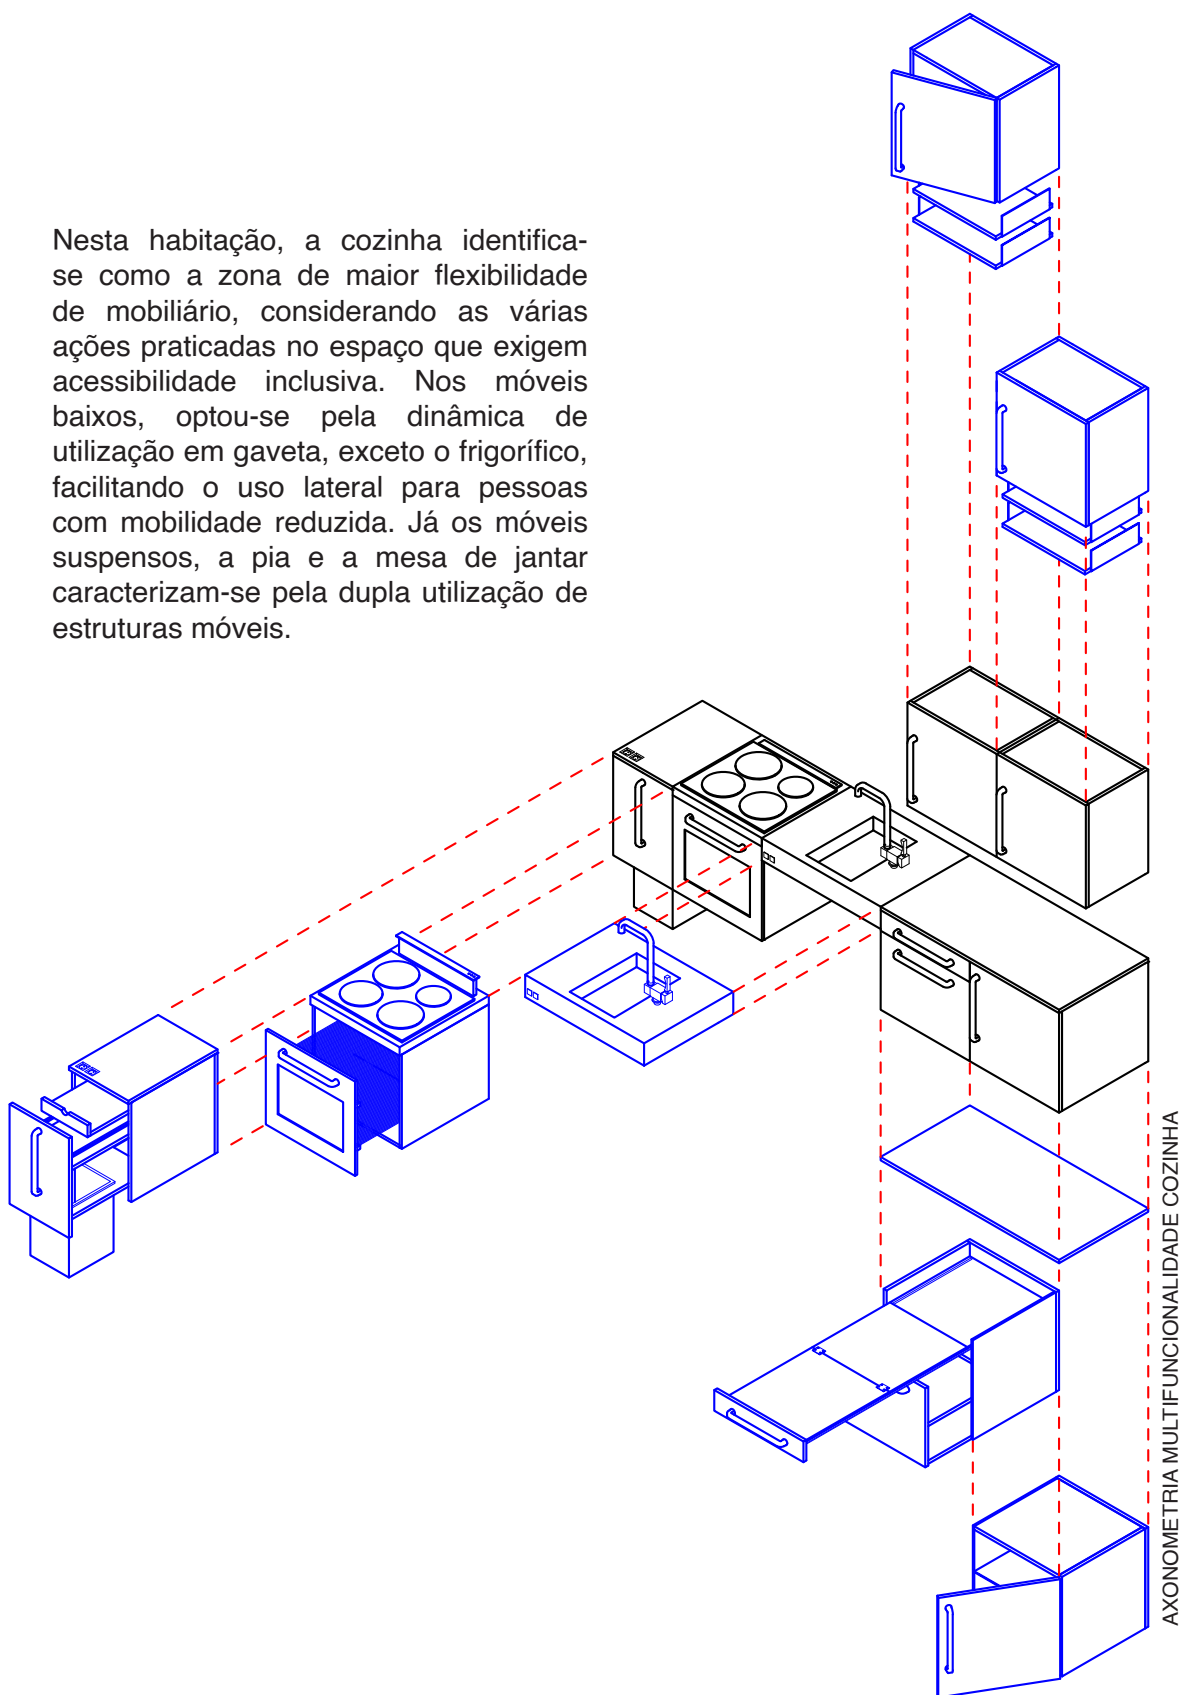 Nesta habitação, a cozinha identifica-
se como a zona de maior flexibilidade
de mobiliário, considerando as várias
ações praticadas no espaço que exigem
acessibilidade inclusiva. Nos móveis
baixos, optou-se pela dinâmica de
utilização em gaveta, exceto o frigorífico,
facilitando o uso lateral para pessoas
com mobilidade reduzida. Já os móveis
suspensos, a pia e a mesa de jantar
caracterizam-se pela dupla utilização de
estruturas móveis.
AXONOMETRIA MULTIFUNCIONALIDADE COZINHA